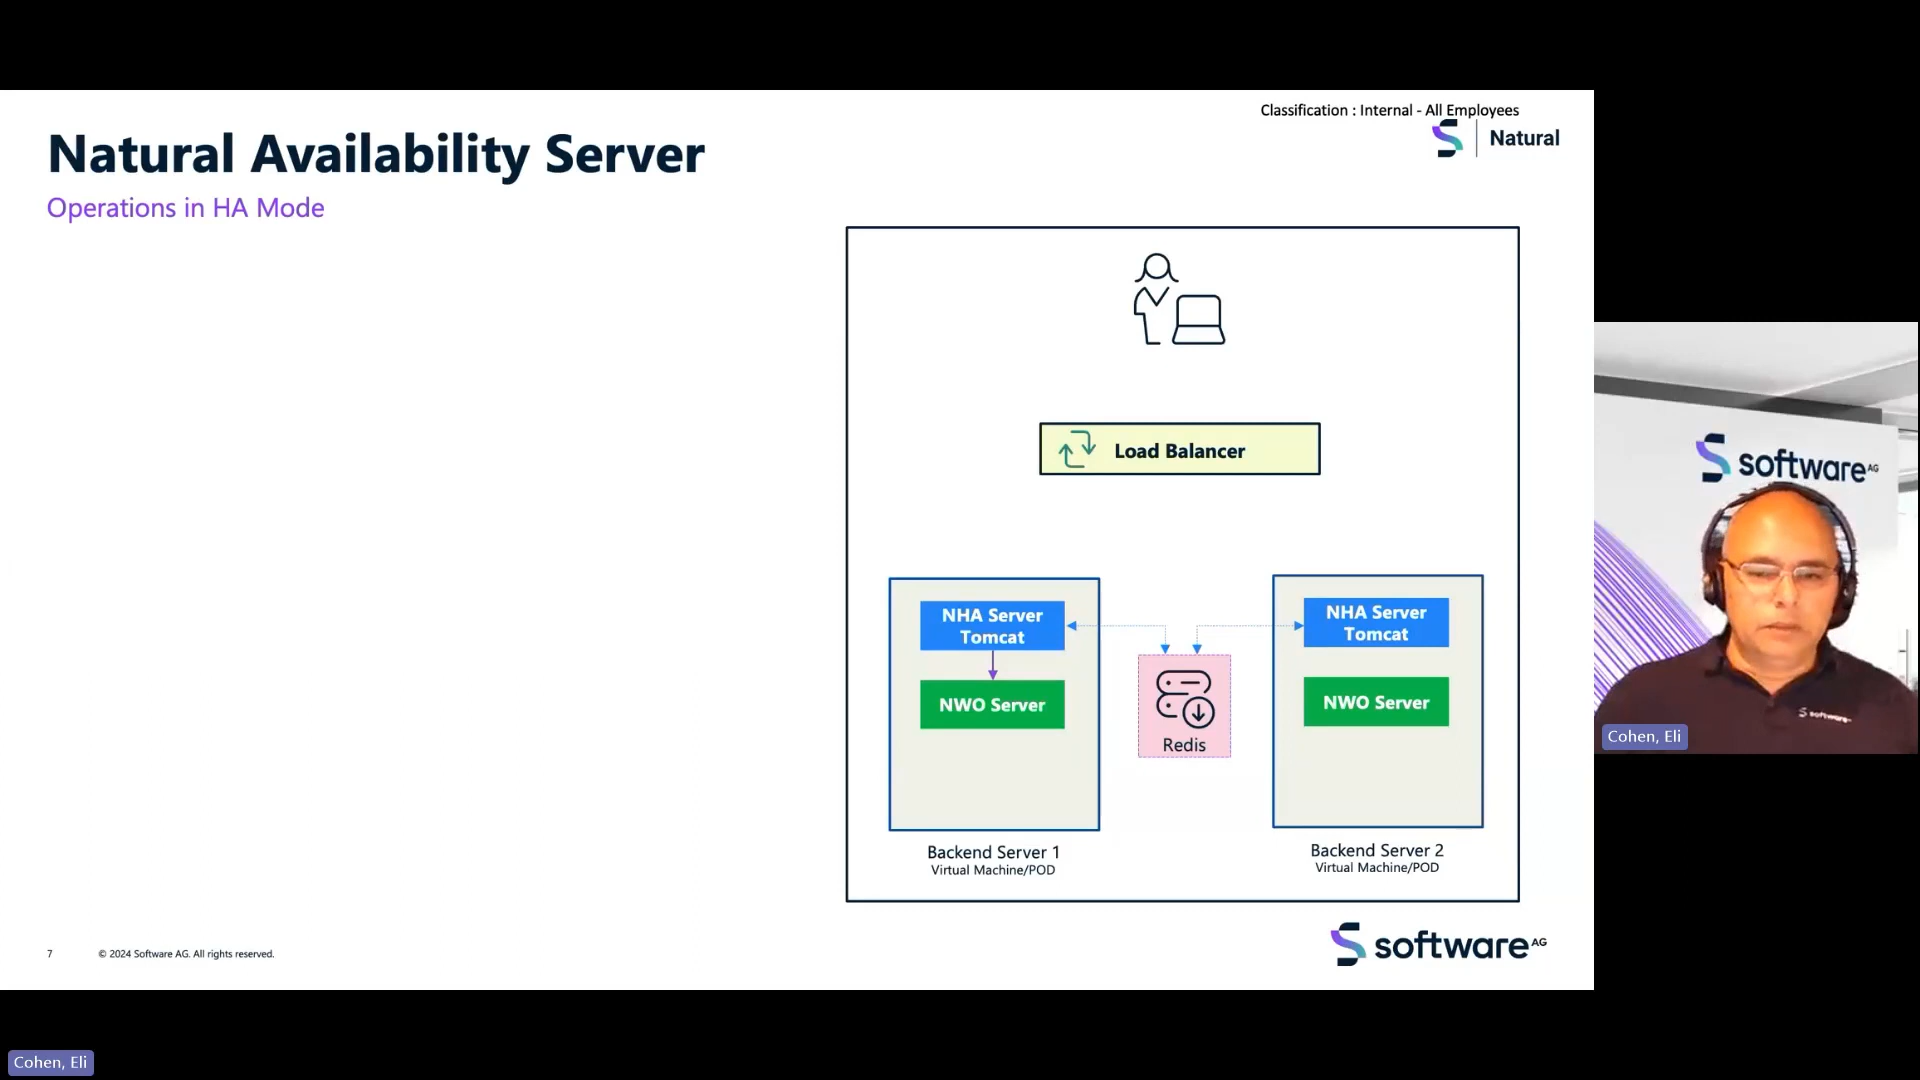 Classification : Internal - All Employees
Natural
Natural Availability Server
Operations in HA Mode
Load Balancer
NHA Server
Tomcat
NWO Server
Redis
NHA Server
Tomcat
NWO Server
Backend Server 1
Virtual Machine/POD
Backend Server 2
Virtual Machine/POD
7
© 2024 Software AG. All rights reserved.
software AG
software AG
software
Cohen, Eli
Cohen, Eli